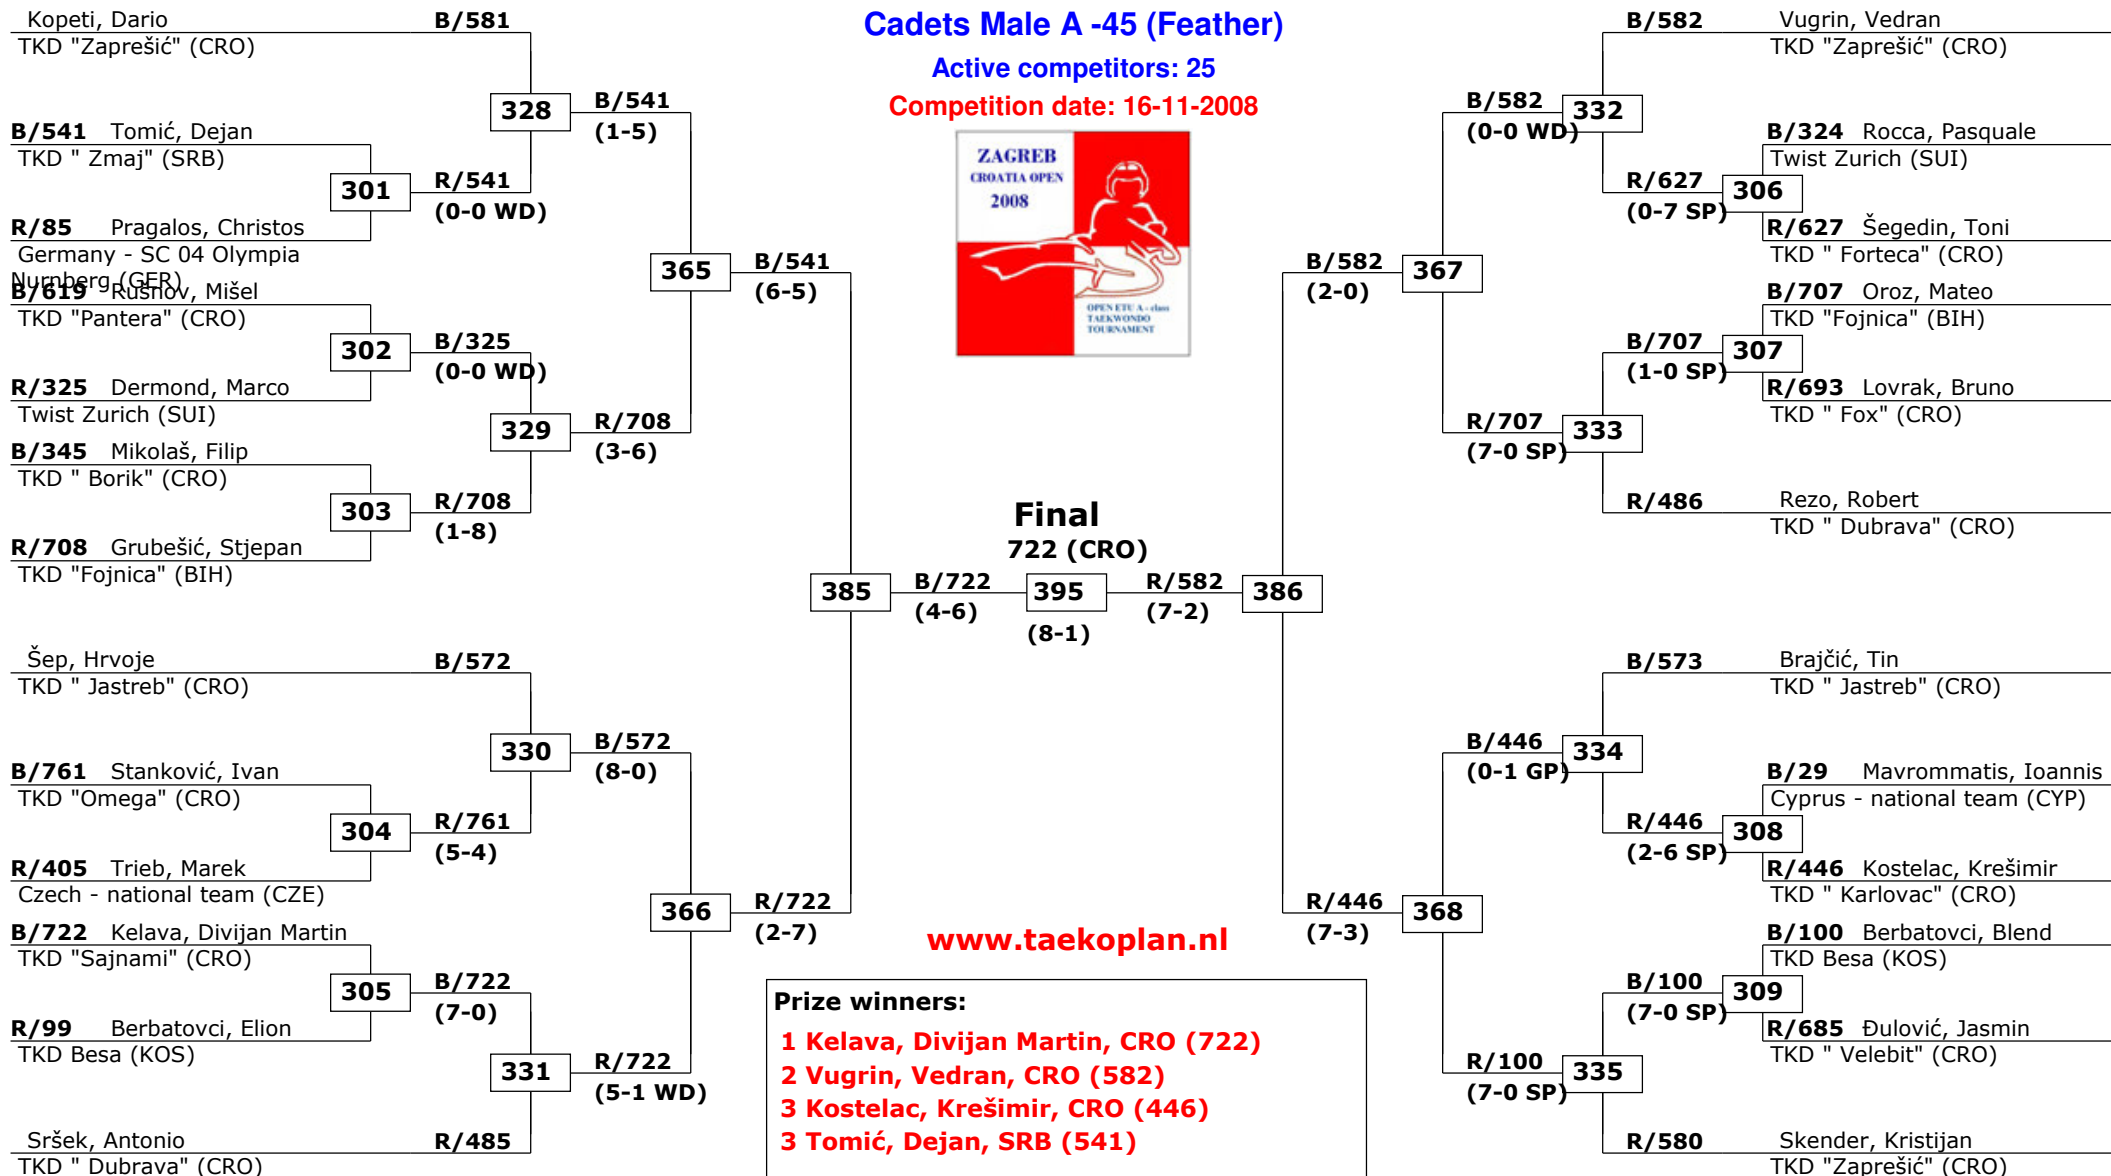 Cadets Male A -45 (Feather)
Active competitors: 25
Competition date: 16-11-2008
ZAGREB
CROATIA OPEN
2008
OPEN ETU A - class
TAEKWONDO
TOURNAMENT
Kopeti, Dario B/581
TKD "Zaprešić" (CRO)
328 B/541
(1-5)
B/541 Tomić, Dejan
TKD " Zmaj" (SRB)
301 R/541
(0-0 WD)
R/85 Pragalos, Christos
Germany - SC 04 Olympia
Nurnberg (GER)
365 B/541
(6-5)
B/619 Rušnov, Mišel
TKD "Pantera" (CRO)
302 B/325
(0-0 WD)
R/325 Dermond, Marco
Twist Zurich (SUI)
329 R/708
(3-6)
B/345 Mikolaš, Filip
TKD " Borik" (CRO)
303 R/708
(1-8)
R/708 Grubešić, Stjepan
TKD "Fojnica" (BIH)
385 B/722
(4-6)
Šep, Hrvoje B/572
TKD " Jastreb" (CRO)
330 B/572
(8-0)
B/761 Stanković, Ivan
TKD "Omega" (CRO)
304 R/761
(5-4)
R/405 Trieb, Marek
Czech - national team (CZE)
366 R/722
(2-7)
B/722 Kelava, Divijan Martin
TKD "Sajnami" (CRO)
305 B/722
(7-0)
R/99 Berbatovci, Elion
TKD Besa (KOS)
331 R/722
(5-1 WD)
Sršek, Antonio R/485
TKD " Dubrava" (CRO)
Final
722 (CRO)
395
(8-1)
B/582 Vugrin, Vedran
TKD "Zaprešić" (CRO)
B/582 332
(0-0 WD)
B/324 Rocca, Pasquale
Twist Zurich (SUI)
R/627 306
(0-7 SP)
R/627 Šegedin, Toni
TKD " Forteca" (CRO)
B/582 367
(2-0)
B/707 Oroz, Mateo
TKD "Fojnica" (BIH)
B/707 307
(1-0 SP)
R/693 Lovrak, Bruno
TKD " Fox" (CRO)
R/707 333
(7-0 SP)
R/486 Rezo, Robert
TKD " Dubrava" (CRO)
R/582 386
(7-2)
B/573 Brajčić, Tin
TKD " Jastreb" (CRO)
B/446 334
(0-1 GP)
B/29 Mavrommatis, Ioannis
Cyprus - national team (CYP)
R/446 308
(2-6 SP)
R/446 Kostelac, Krešimir
TKD " Karlovac" (CRO)
R/446 368
(7-3)
B/100 Berbatovci, Blend
TKD Besa (KOS)
B/100 309
(7-0 SP)
R/685 Đulović, Jasmin
TKD " Velebit" (CRO)
R/100 335
(7-0 SP)
R/580 Skender, Kristijan
TKD "Zaprešić" (CRO)
www.taekoplan.nl
Prize winners:
1 Kelava, Divijan Martin, CRO (722)
2 Vugrin, Vedran, CRO (582)
3 Kostelac, Krešimir, CRO (446)
3 Tomić, Dejan, SRB (541)